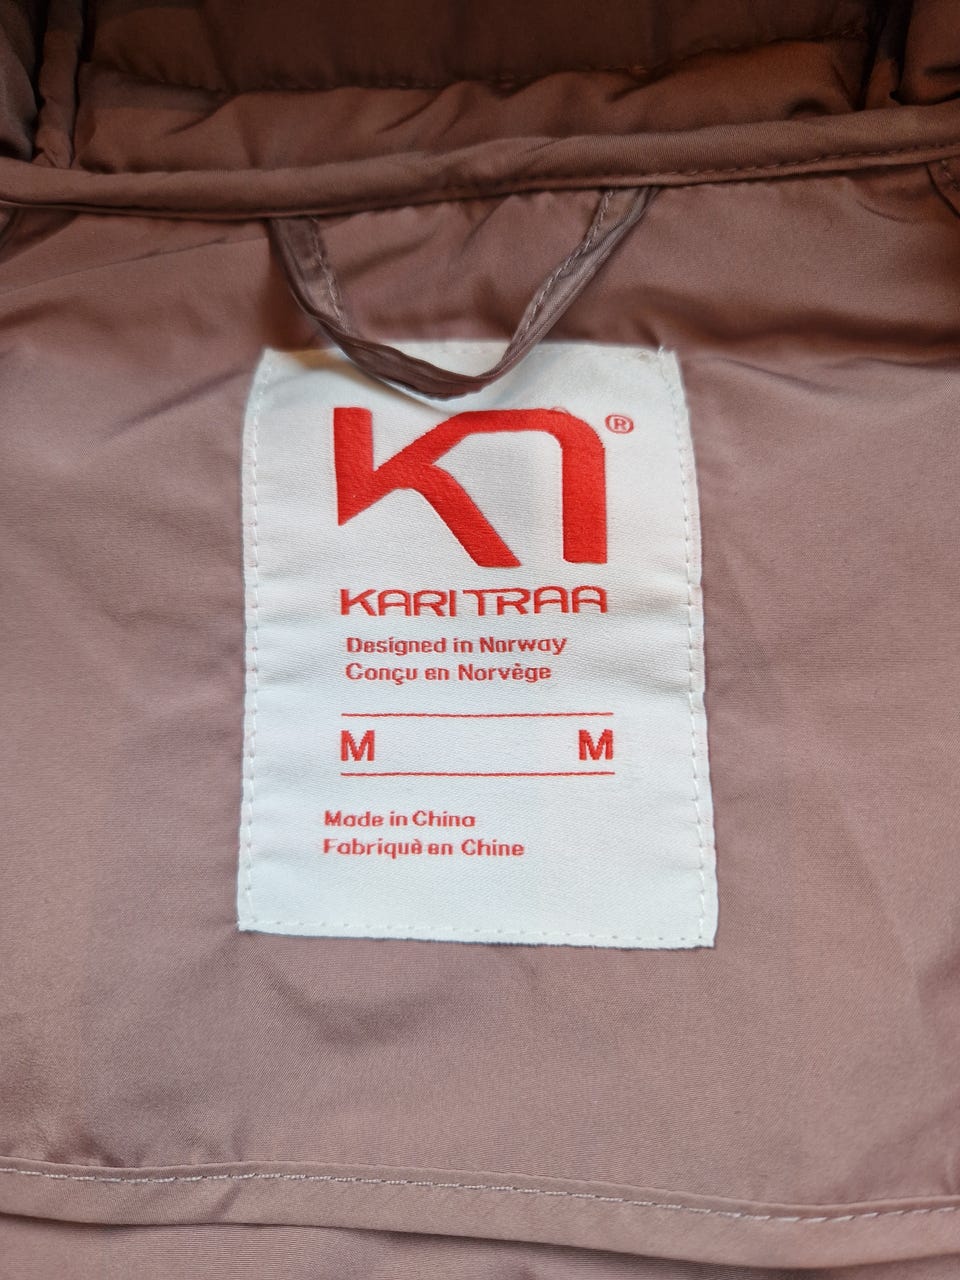 ®
KARI TRAA
Designed in Norway
Conçu en Norvège
M M
Made in China
Fabriquè en Chine